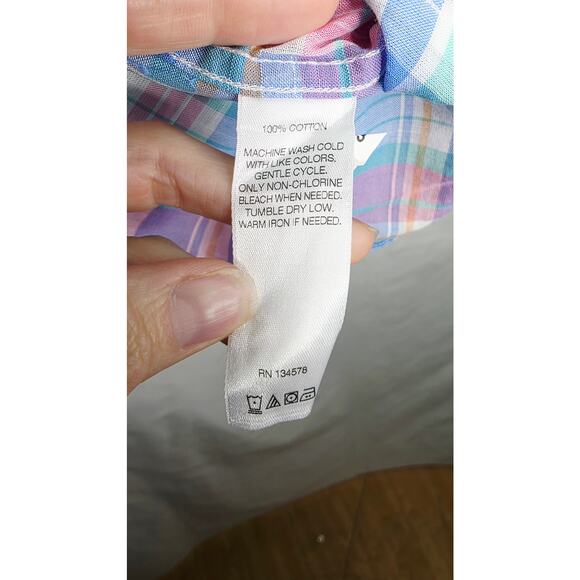 100% COTTON
MACHINE WASH COLD
WITH LIKE COLORS,
GENTLE CYCLE.
ONLY NON-CHLORINE
BLEACH WHEN NEEDED.
TUMBLE DRY LOW.
WARM IRON IF NEEDED.
RN 134578